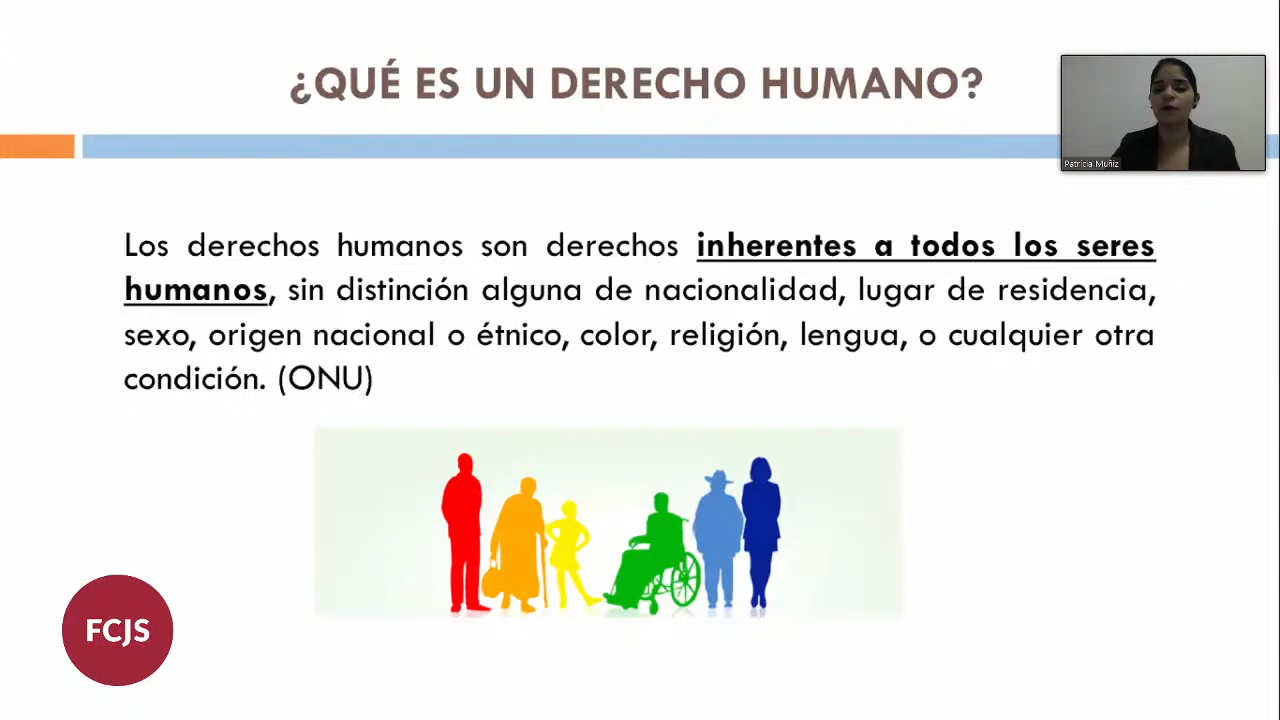 ¿QUÉ ES UN DERECHO HUMANO?
Patricia Muñiz
Los derechos humanos son derechos inherentes a todos los seres
humanos, sin distinción alguna de nacionalidad, lugar de residencia,
sexo, origen nacional o étnico, color, religión, lengua, o cualquier otra
condición. (ONU)
FCJS